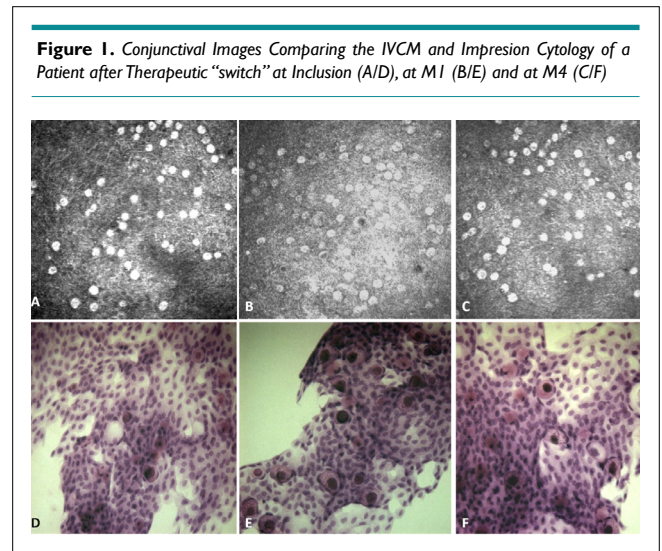 Figure 1. Conjunctival Images Comparing the IVCM and Impresion Cytology of a
Patient after Therapeutic “switch” at Inclusion (A/D), at M1 (B/E) and at M4 (C/F)
A B C
D E F